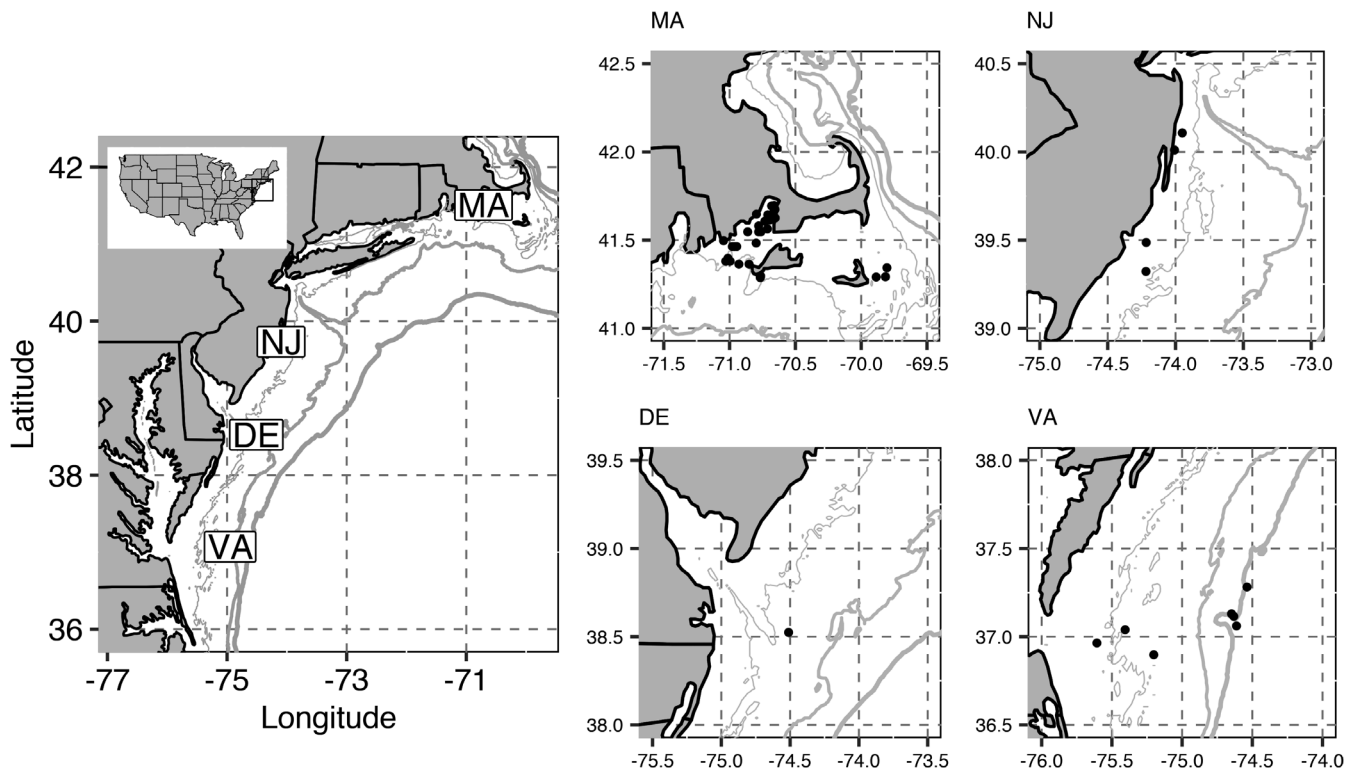 MA
42.5
42.0
41.5
41.0
-71.5 -71.0 -70.5 -70.0 -69.5
NJ
40.5
40.0
39.5
39.0
-75.0 -74.5 -74.0 -73.5 -73.0
42
40
38
36
Latitude
MA
NJ
DE
VA
-77 -75 -73 -71
Longitude
DE
39.5
39.0
38.5
38.0
-75.5 -75.0 -74.5 -74.0 -73.5
VA
38.0
37.5
37.0
36.5
-76.0 -75.5 -75.0 -74.5 -74.0